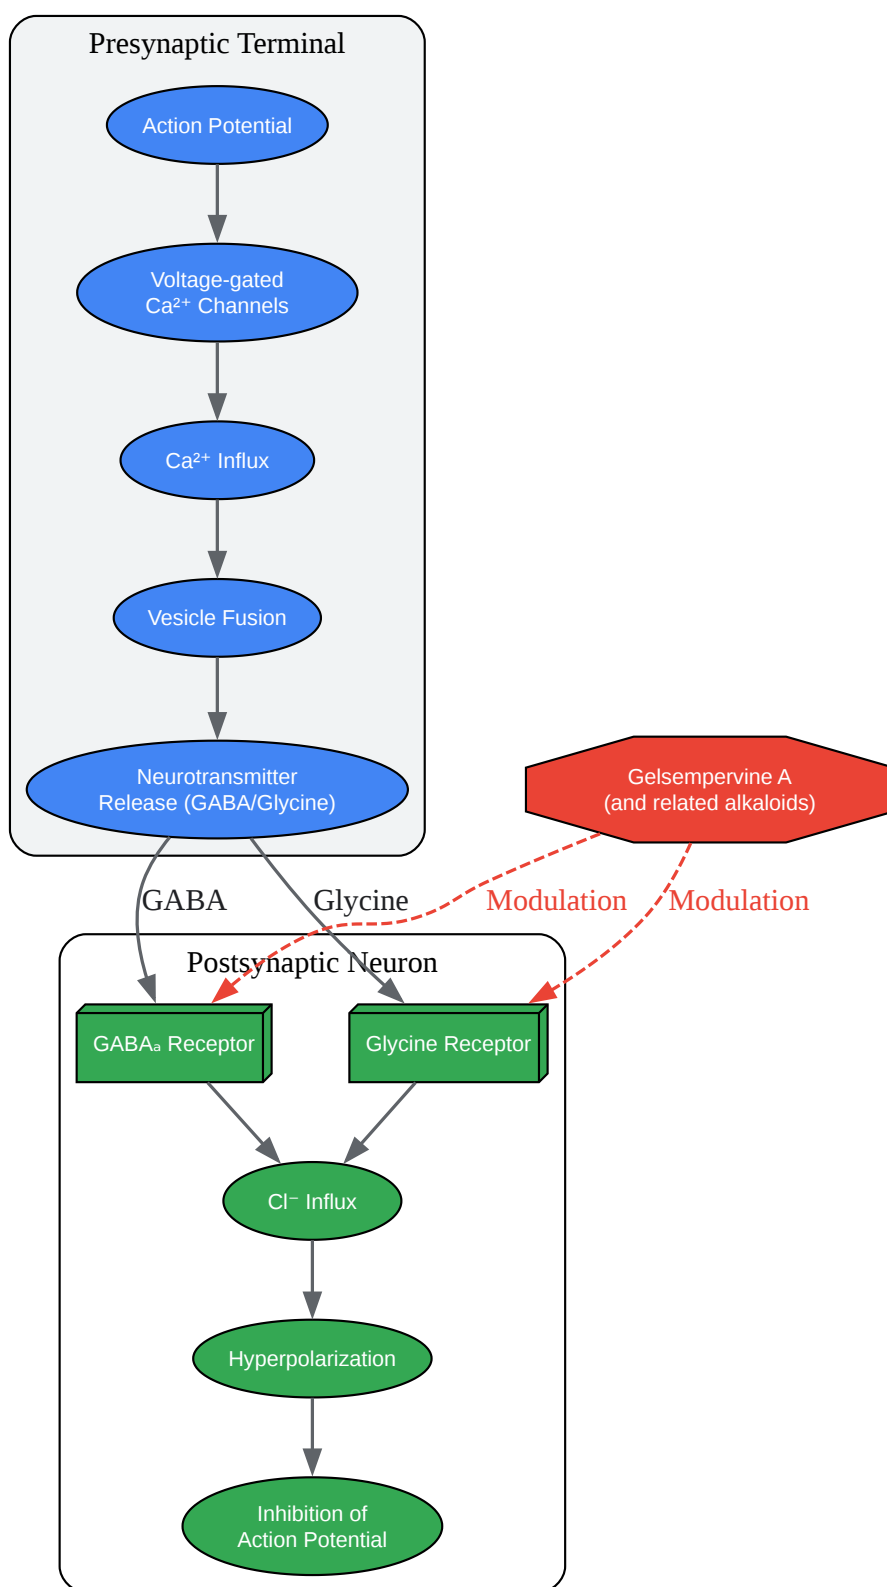 Presynaptic Terminal
Action Potential
Voltage-gated
Ca²⁺ Channels
Ca²⁺ Influx
Vesicle Fusion
Neurotransmitter
Release (GABA/Glycine)
Gelsempervine A
(and related alkaloids)
GABA
Glycine
Modulation
Modulation
Postsynaptic Neuron
GABAₐ Receptor
Glycine Receptor
Cl⁻ Influx
Hyperpolarization
Inhibition of
Action Potential